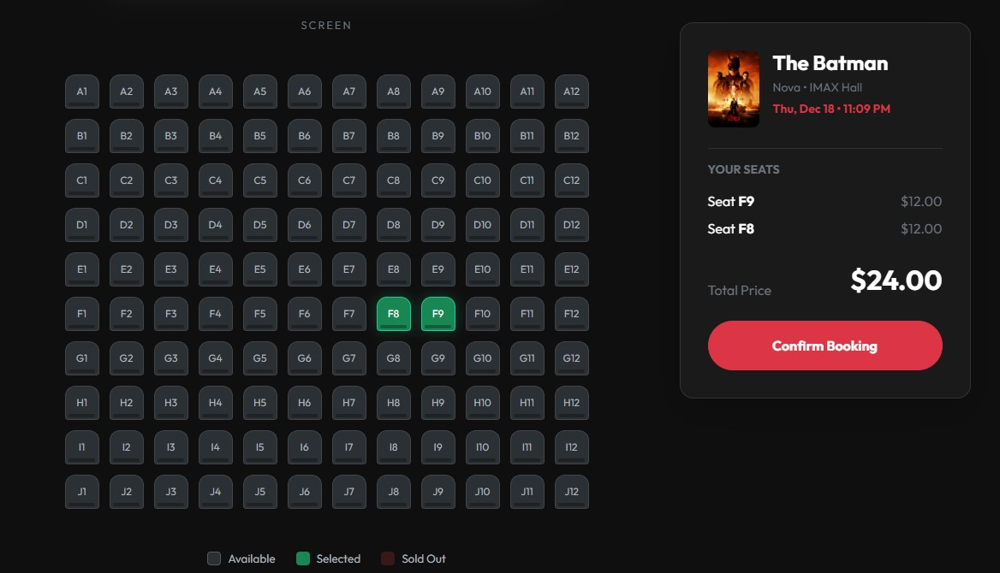 SCREEN
A1 A2 A3 A4 A5 A6 A7 A8 A9 A10 A11 A12
B1 B2 B3 B4 B5 B6 B7 B8 B9 B10 B11 B12
C1 C2 C3 C4 C5 C6 C7 C8 C9 C10 C11 C12
D1 D2 D3 D4 D5 D6 D7 D8 D9 D10 D11 D12
E1 E2 E3 E4 E5 E6 E7 E8 E9 E10 E11 E12
F1 F2 F3 F4 F5 F6 F7 F8 F9 F10 F11 F12
G1 G2 G3 G4 G5 G6 G7 G8 G9 G10 G11 G12
H1 H2 H3 H4 H5 H6 H7 H8 H9 H10 H11 H12
I1 I2 I3 I4 I5 I6 I7 I8 I9 I10 I11 I12
J1 J2 J3 J4 J5 J6 J7 J8 J9 J10 J11 J12
Available Selected Sold Out
The Batman
Nova • IMAX Hall
Thu, Dec 18 • 11:09 PM
YOUR SEATS
Seat F9 $12.00
Seat F8 $12.00
Total Price $24.00
Confirm Booking